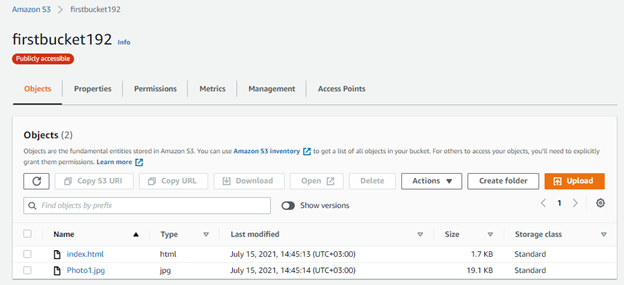 Amazon S3 > firstbucket192
firstbucket192 Info
Publicly accessible
Objects Properties Permissions Metrics Management Access Points
Objects (2)
Objects are the fundamental entities stored in Amazon S3. You can use Amazon S3 inventory to get a list of all objects in your bucket. For others to access your objects, you'll need to explicitly
grant them permissions. Learn more
Copy S3 URI Copy URL Download Open Delete Actions Create folder Upload
Find objects by prefix Show versions 1
Name Type Last modified Size Storage class
index.html html July 15, 2021, 14:45:13 (UTC+03:00) 1.7 KB Standard
Photo1.jpg jpg July 15, 2021, 14:45:14 (UTC+03:00) 19.1 KB Standard